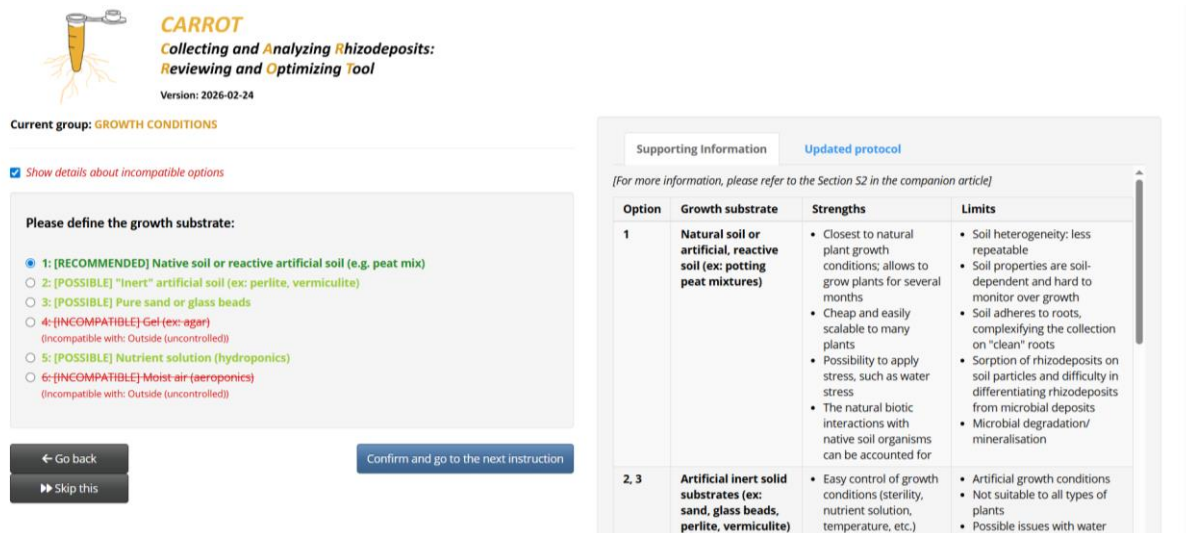 CARROT
Collecting and Analyzing Rhizodeposits:
Reviewing and Optimizing Tool
Version: 2026-02-24
Current group: GROWTH CONDITIONS
Show details about incompatible options
Please define the growth substrate:
1: [RECOMMENDED] Native soil or reactive artificial soil (e.g. peat mix)
2: [POSSIBLE] "Inert" artificial soil (ex: perlite, vermiculite)
3: [POSSIBLE] Pure sand or glass beads
4: [INCOMPATIBLE] Gel (ex: agar)
(Incompatible with: Outside (uncontrolled))
5: [POSSIBLE] Nutrient solution (hydroponics)
6: [INCOMPATIBLE] Moist air (aeroponics)
(Incompatible with: Outside (uncontrolled))
← Go back
Confirm and go to the next instruction
Skip this
Supporting Information
Updated protocol
[For more information, please refer to the Section S2 in the companion article]
Option Growth substrate Strengths Limits
1
Natural soil or
artificial, reactive
soil (ex: potting
peat mixtures)
• Closest to natural
plant growth
conditions; allows to
grow plants for several
months
• Cheap and easily
scalable to many
plants
• Possibility to apply
stress, such as water
stress
• The natural biotic
interactions with
native soil organisms
can be accounted for
• Soil heterogeneity: less
repeatable
• Soil properties are soil-
dependent and hard to
monitor over growth
• Soil adheres to roots,
complexifying the collection
on "clean" roots
• Sorption of rhizodeposits on
soil particles and difficulty in
differentiating rhizodeposits
from microbial deposits
• Microbial degradation/
mineralisation
2, 3
Artificial inert solid
substrates (ex:
sand, glass beads,
perlite, vermiculite)
• Easy control of growth
conditions (sterility,
nutrient solution,
temperature, etc.)
• Artificial growth conditions
• Not suitable to all types of
plants
• Possible issues with water